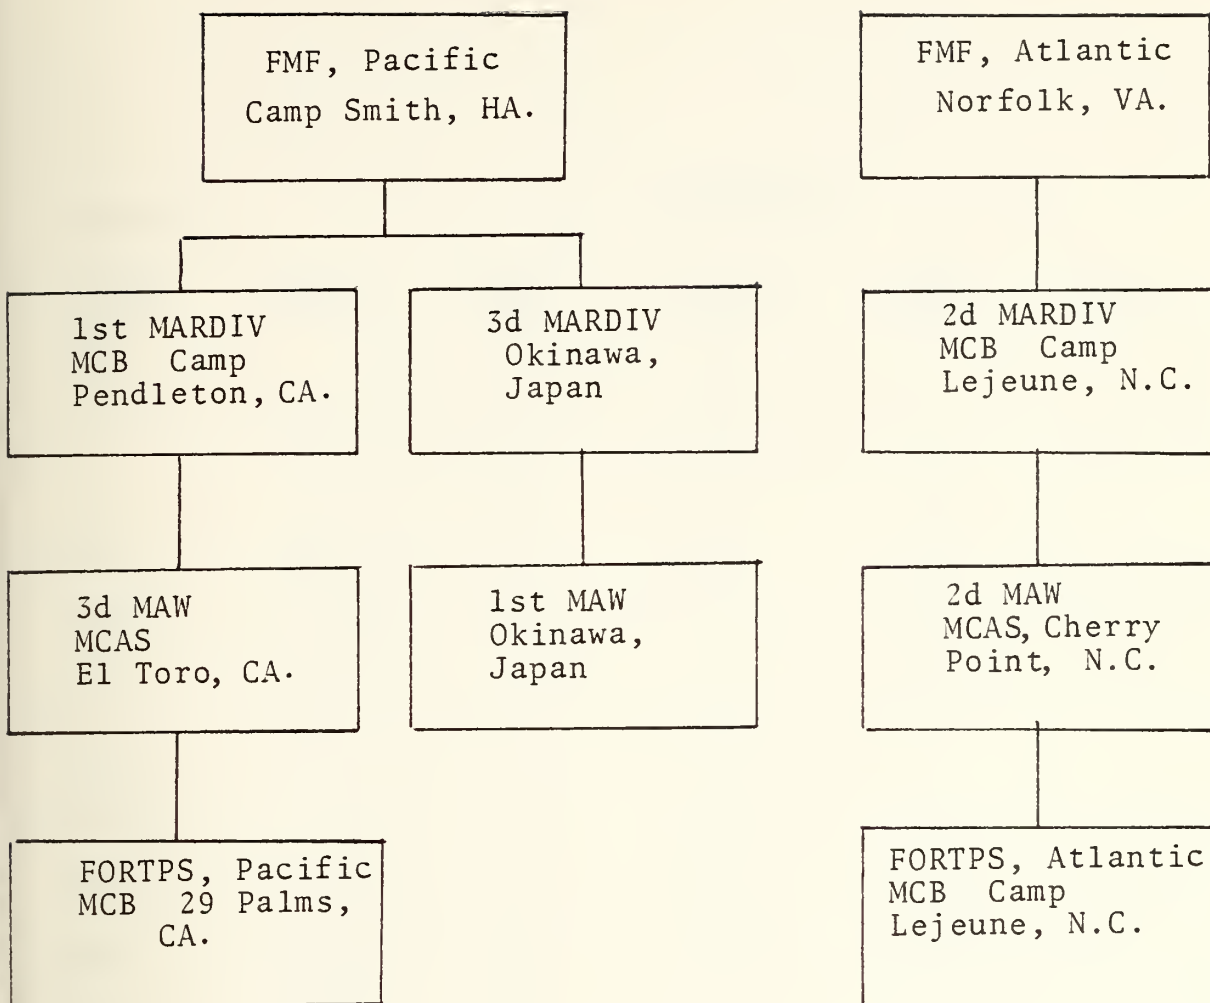 FMF, Pacific
Camp Smith, HA.
FMF, Atlantic
Norfolk, VA.
1st MARDIV
MCB Camp
Pendleton, CA.
3d MARDIV
Okinawa,
Japan
2d MARDIV
MCB Camp
Lejeune, N.C.
3d MAW
MCAS
El Toro, CA.
1st MAW
Okinawa,
Japan
2d MAW
MCAS, Cherry
Point, N.C.
FORTPS, Pacific
MCB 29 Palms,
CA.
FORTPS, Atlantic
MCB Camp
Lejeune, N.C.